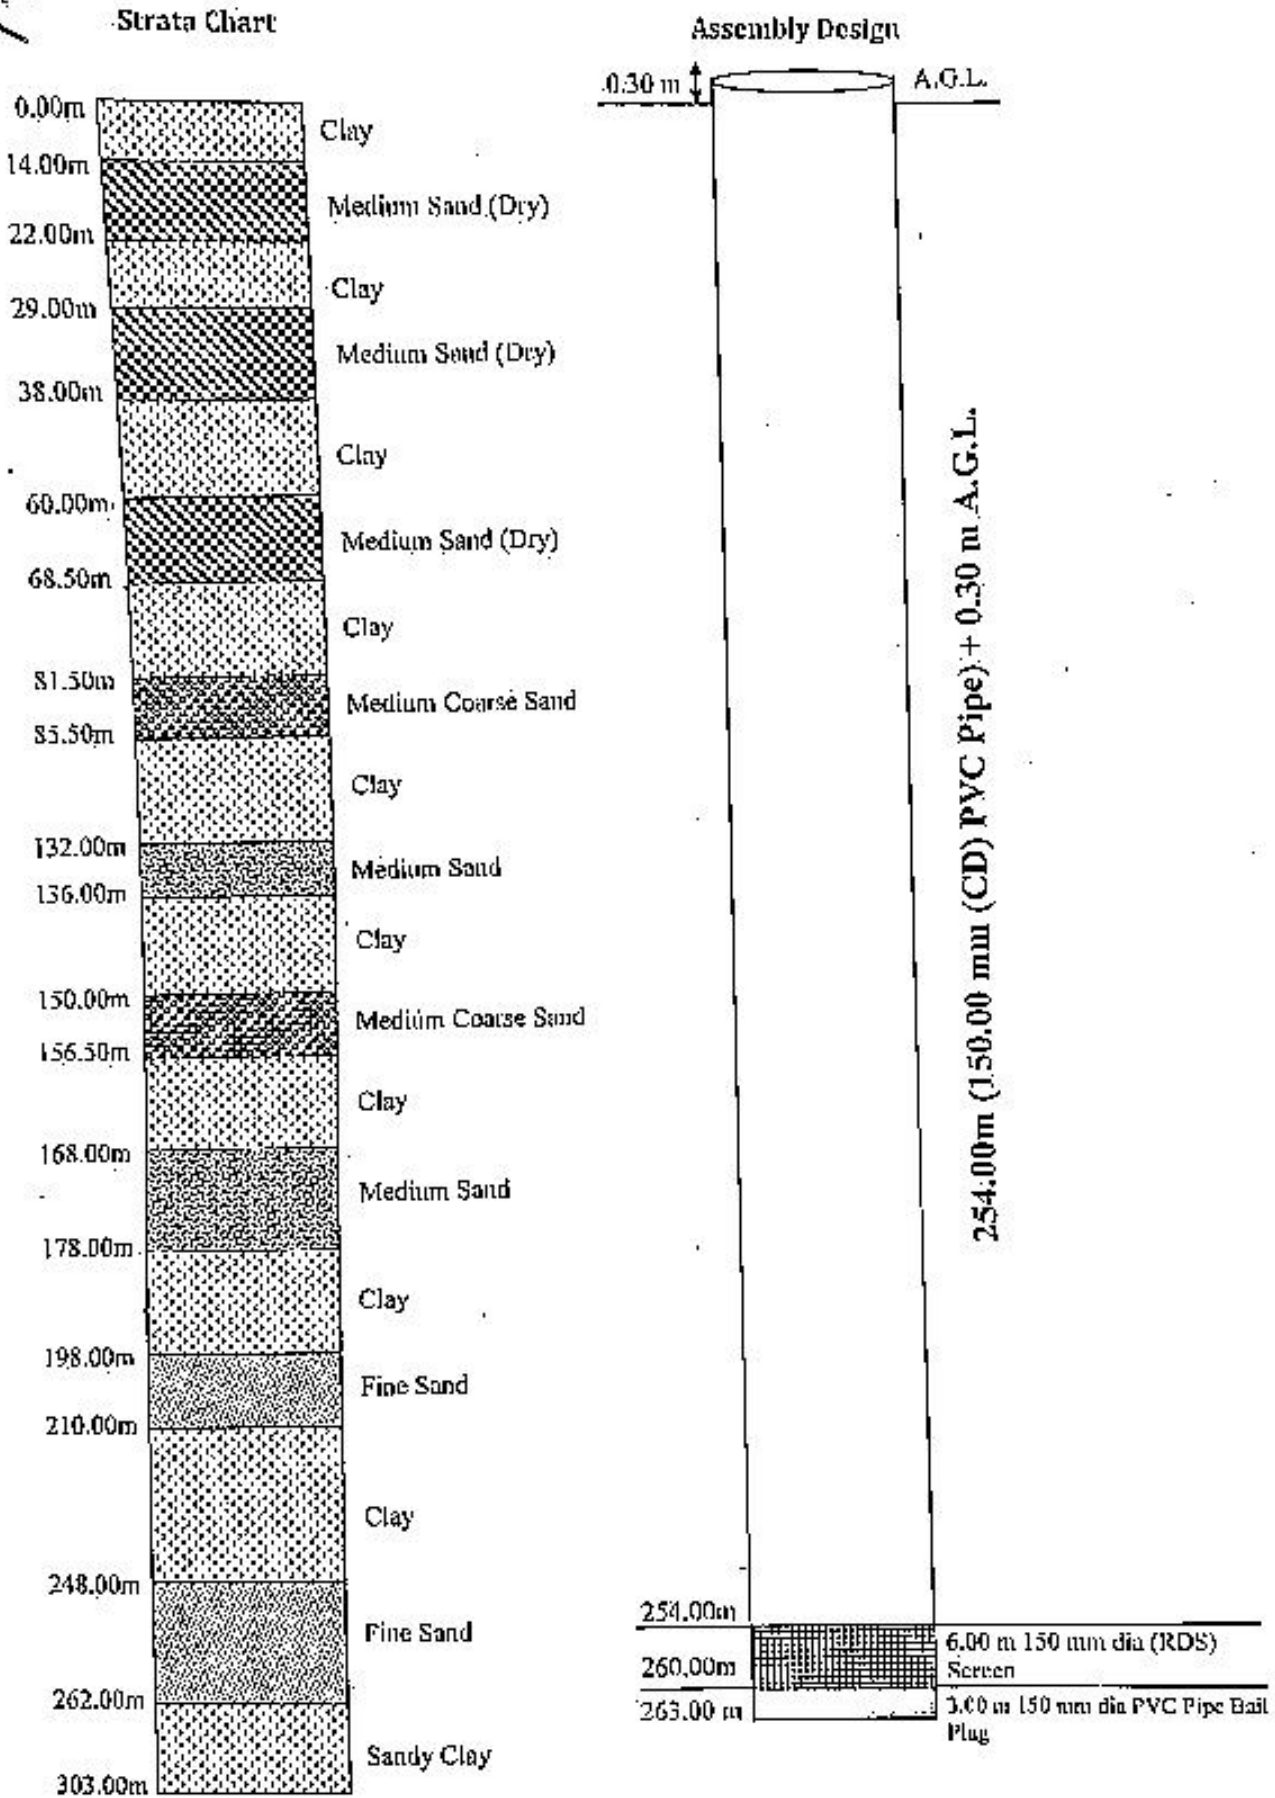 Strata Chart
0.00m
Clay
14.00m
Medium Sand (Dry)
22.00m
Clay
29.00m
Medium Sand (Dry)
38.00m
Clay
60.00m
Medium Sand (Dry)
68.50m
Clay
81.50m
Medium Coarse Sand
85.50m
Clay
132.00m
Medium Sand
136.00m
Clay
150.00m
Medium Coarse Sand
156.50m
Clay
168.00m
Medium Sand
178.00m
Clay
198.00m
Fine Sand
210.00m
Clay
248.00m
Fine Sand
262.00m
Sandy Clay
303.00m
Assembly Design
0.30 m
A.G.L.
254.00m (150.00 mm (CD) PVC Pipe) + 0.30 m A.G.L.
254.00m
6.00 m 150 mm dia (RDS)
Screen
260.00m
263.00 m
3.00 m 150 mm dia PVC Pipe Bail
Plug